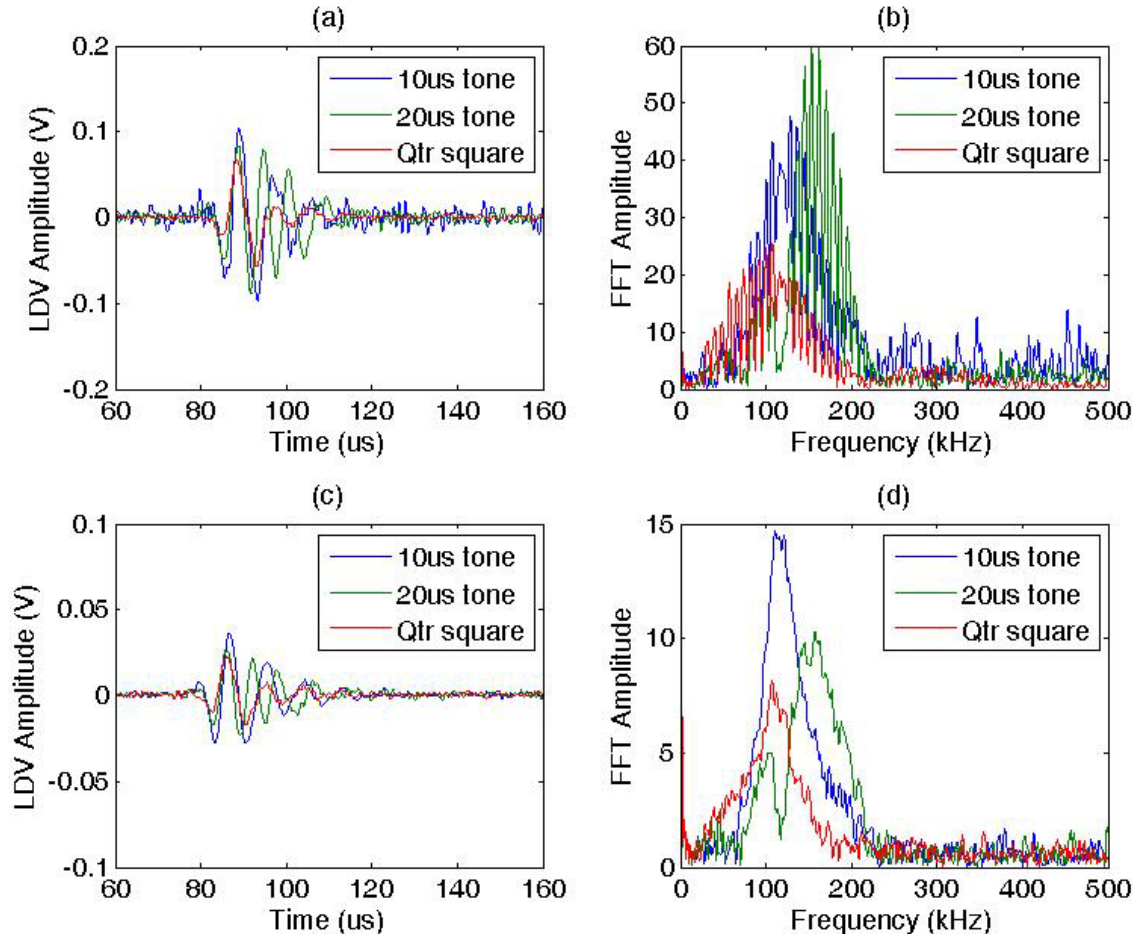 (a)
0.2
0.1
0
-0.1
-0.2
LDV Amplitude (V)
10us tone
20us tone
Qtr square
60 80 100 120 140 160
Time (us)
(b)
60
50
40
30
20
10
0
FFT Amplitude
10us tone
20us tone
Qtr square
0 100 200 300 400 500
Frequency (kHz)
(c)
0.1
0.05
0
-0.05
-0.1
LDV Amplitude (V)
10us tone
20us tone
Qtr square
60 80 100 120 140 160
Time (us)
(d)
15
10
5
0
FFT Amplitude
10us tone
20us tone
Qtr square
0 100 200 300 400 500
Frequency (kHz)